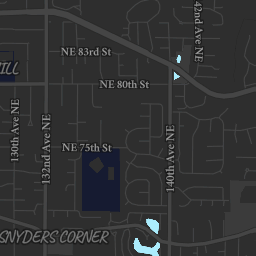 42nd Ave NE
NE 83rd St
ILL
NE 80th St
130th Ave NE
132nd Ave NE
NE 75th St
140th Ave NE
SNYDERS CORNER